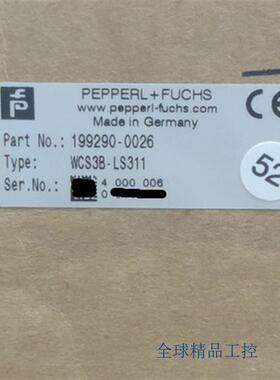 PEPPERL+FUCHS
www.pepperl-fuchs.com
Made in Germany
Part No.: 199290-0026
Type: WCS3B-LS311
Ser.No.: 4 000 006
0
52
全球精品工控